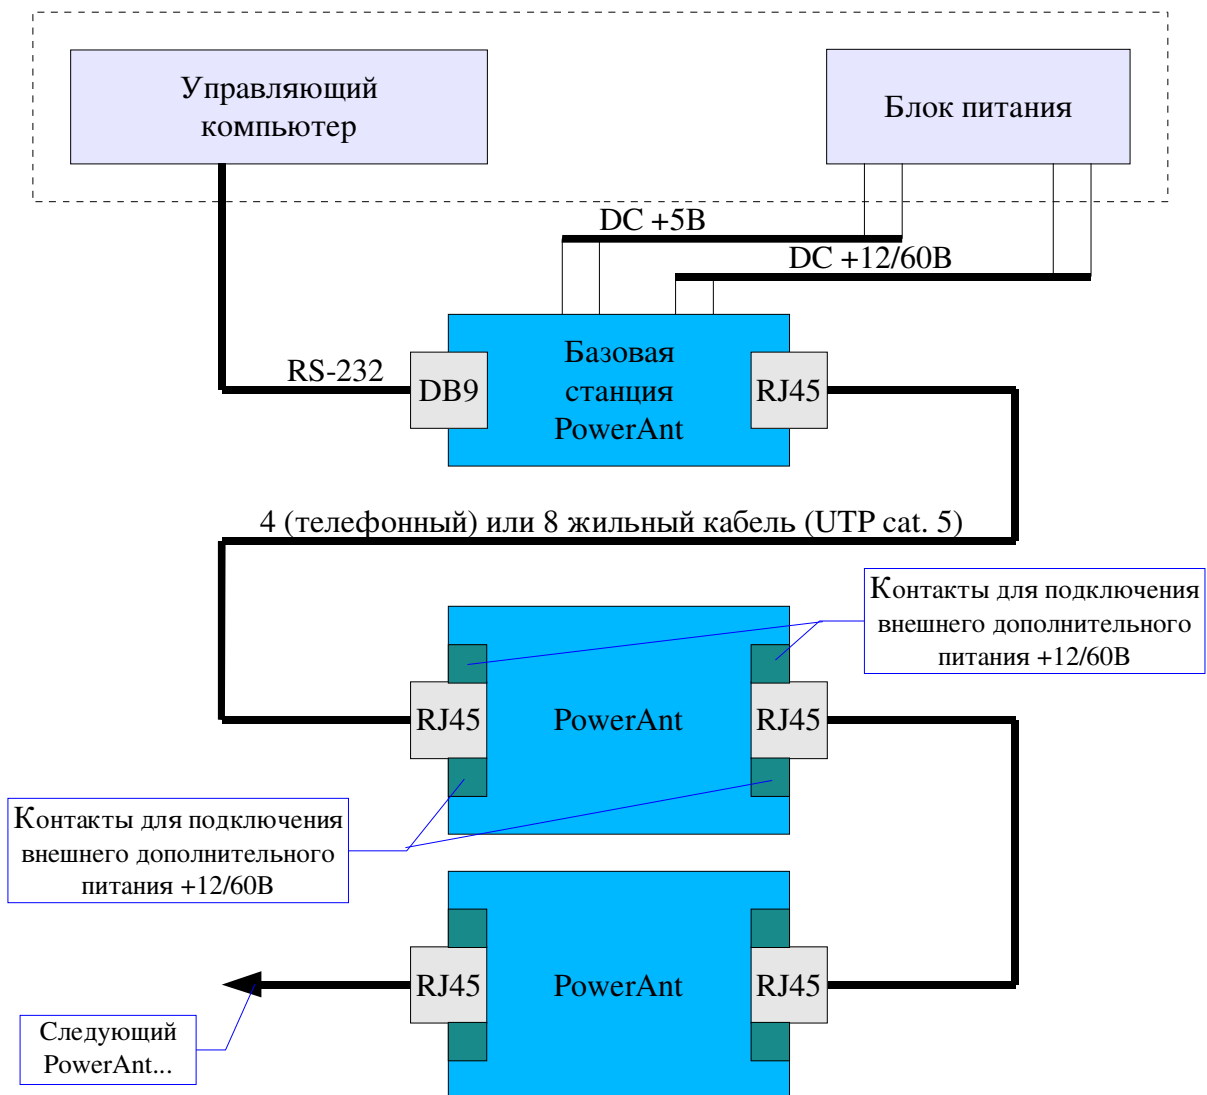 Управляющий
компьютер
Блок питания
DC +5В
DC +12/60В
RS-232
DB9
Базовая
станция
PowerAnt
RJ45
4 (телефонный) или 8 жильный кабель (UTP cat. 5)
Контакты для подключения
внешнего дополнительного
питания +12/60В
RJ45
PowerAnt
RJ45
Контакты для подключения
внешнего дополнительного
питания +12/60В
RJ45
PowerAnt
RJ45
Следующий
PowerAnt...